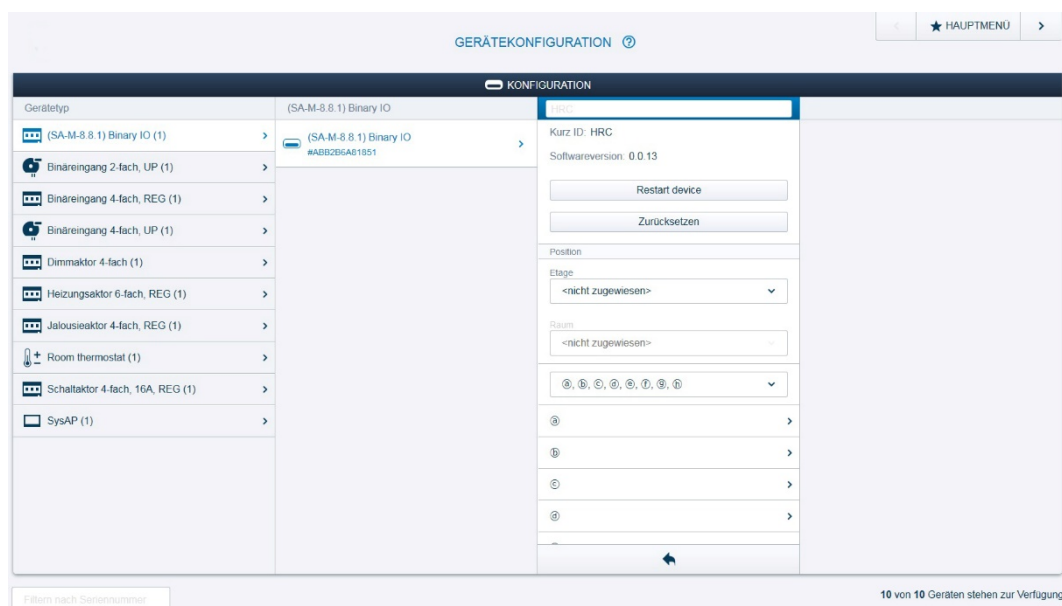 HAUPTMENÜ
GERÄTEKONFIGURATION ?
KONFIGURATION
Gerätetyp
(SA-M-8.8.1) Binary IO (1)
Binäreingang 2-fach, UP (1)
Binäreingang 4-fach, REG (1)
Binäreingang 4-fach, UP (1)
Dimmaktor 4-fach (1)
Heizungsaktor 6-fach, REG (1)
Jalousieaktor 4-fach, REG (1)
Room thermostat (1)
Schaltaktor 4-fach, 16A, REG (1)
SysAP (1)
(SA-M-8.8.1) Binary IO
(SA-M-8.8.1) Binary IO
#ABB2B6A81851
HRC
Kurz ID: HRC
Softwareversion: 0.0.13
Restart device
Zurücksetzen
Position
Etage
<nicht zugewiesen>
Raum
<nicht zugewiesen>
ⓐ, ⓑ, ⓒ, ⓓ, ⓔ, ⓕ, ⓖ, ⓗ
ⓐ
ⓑ
ⓒ
ⓓ
Filtern nach Seriennummer
10 von 10 Geräten stehen zur Verfügung